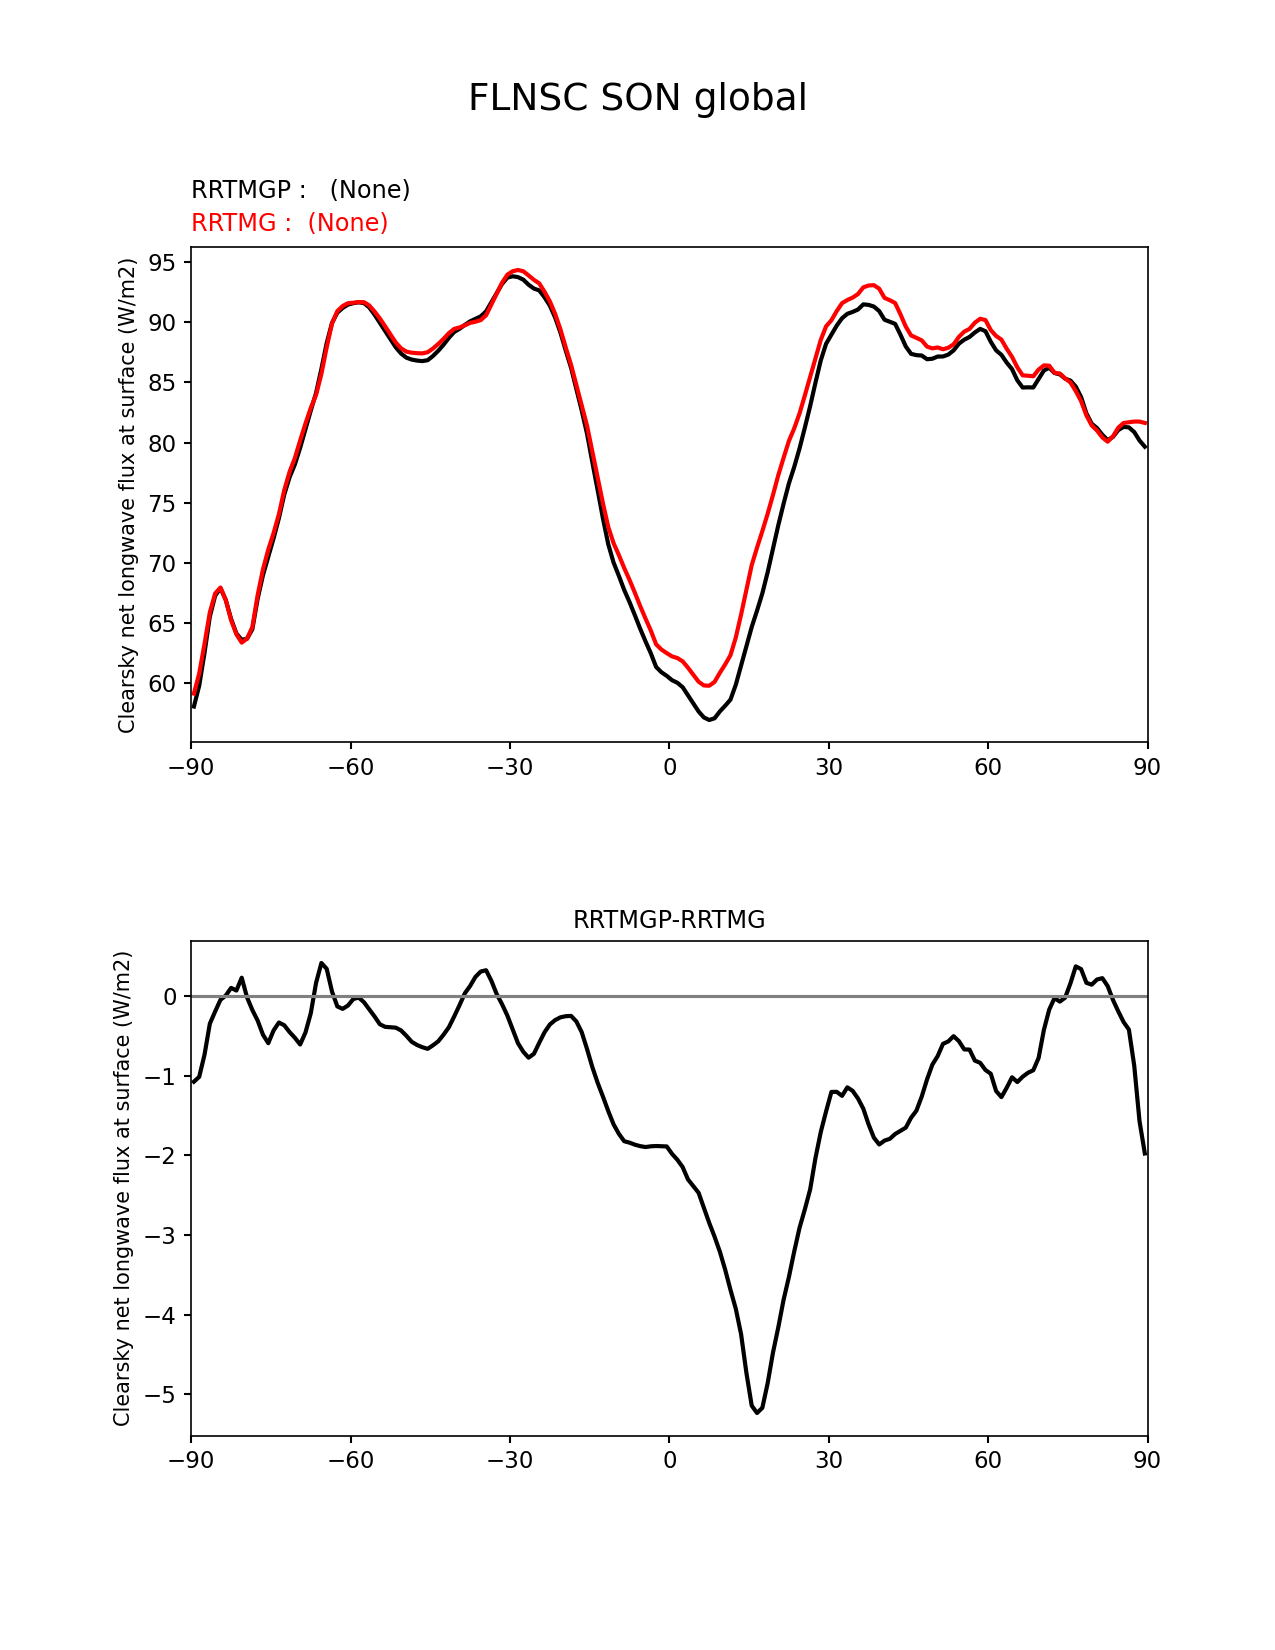 FLNSC SON global
RRTMGP :   (None)
RRTMG :  (None)
Clearsky net longwave flux at surface (W/m2)
95
90
85
80
75
70
65
60
−90 −60 −30 0 30 60 90
RRTMGP-RRTMG
Clearsky net longwave flux at surface (W/m2)
0
−1
−2
−3
−4
−5
−90 −60 −30 0 30 60 90